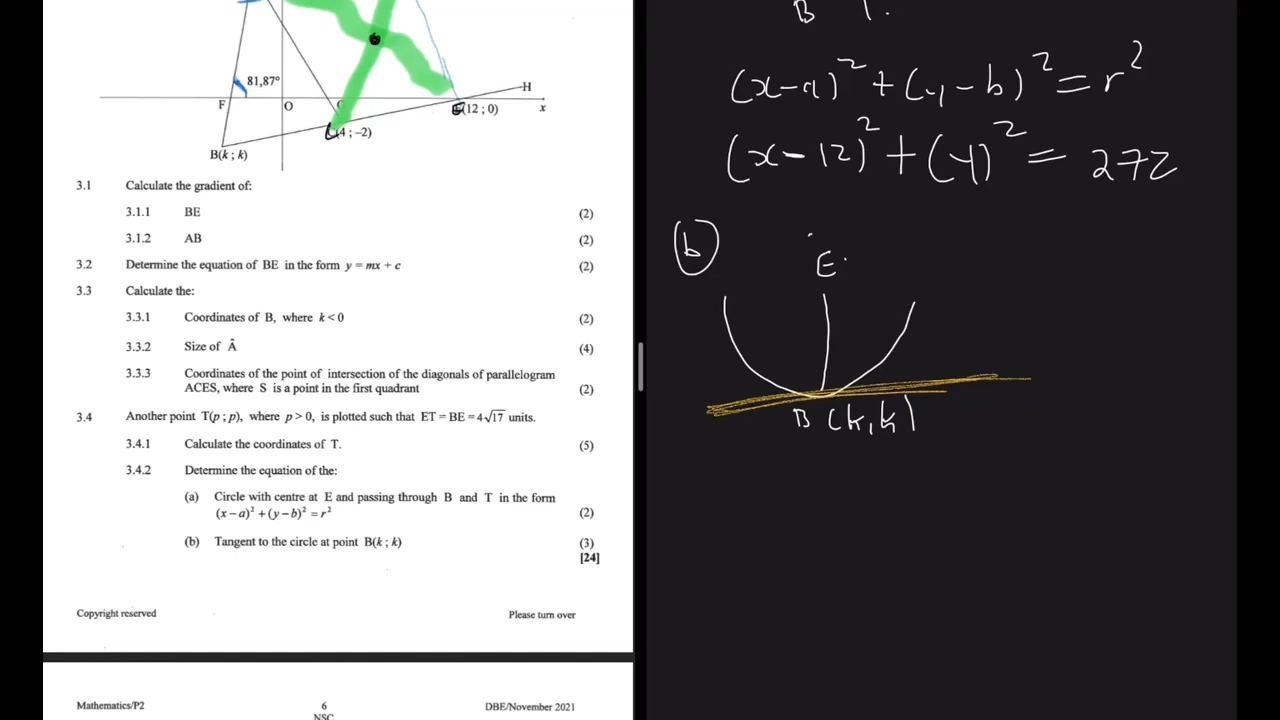 81,87°
H
F
O
x
(12 ; 0)
(4 ; −2)
B(k ; k)
3.1 Calculate the gradient of:
3.1.1 BE (2)
3.1.2 AB (2)
3.2 Determine the equation of BE in the form y = mx + c (2)
3.3 Calculate the:
3.3.1 Coordinates of B, where k < 0 (2)
3.3.2 Size of Â (4)
3.3.3 Coordinates of the point of intersection of the diagonals of parallelogram
ACES, where S is a point in the first quadrant (2)
3.4 Another point T(p ; p), where p > 0, is plotted such that ET = BE = 4√17 units.
3.4.1 Calculate the coordinates of T. (5)
3.4.2 Determine the equation of the:
(a) Circle with centre at E and passing through B and T in the form
(x − a)² + (y − b)² = r² (2)
(b) Tangent to the circle at point B(k ; k) (3)
[24]
Copyright reserved Please turn over
Mathematics/P2 6 DBE/November 2021
NSC
(x-a)² + (y-b)² = r²
(x-12)² + (y)² = 272
(b)
E
B (k,k)